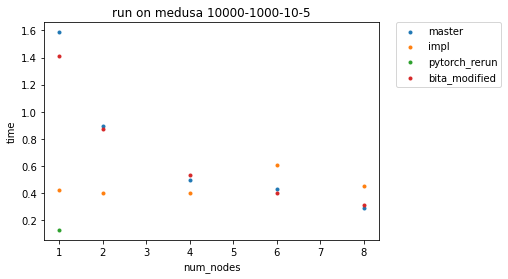 run on medusa 10000-1000-10-5
1.6
1.4
1.2
1.0
0.8
0.6
0.4
0.2
time
1 2 3 4 5 6 7 8
num_nodes
master
impl
pytorch_rerun
bita_modified